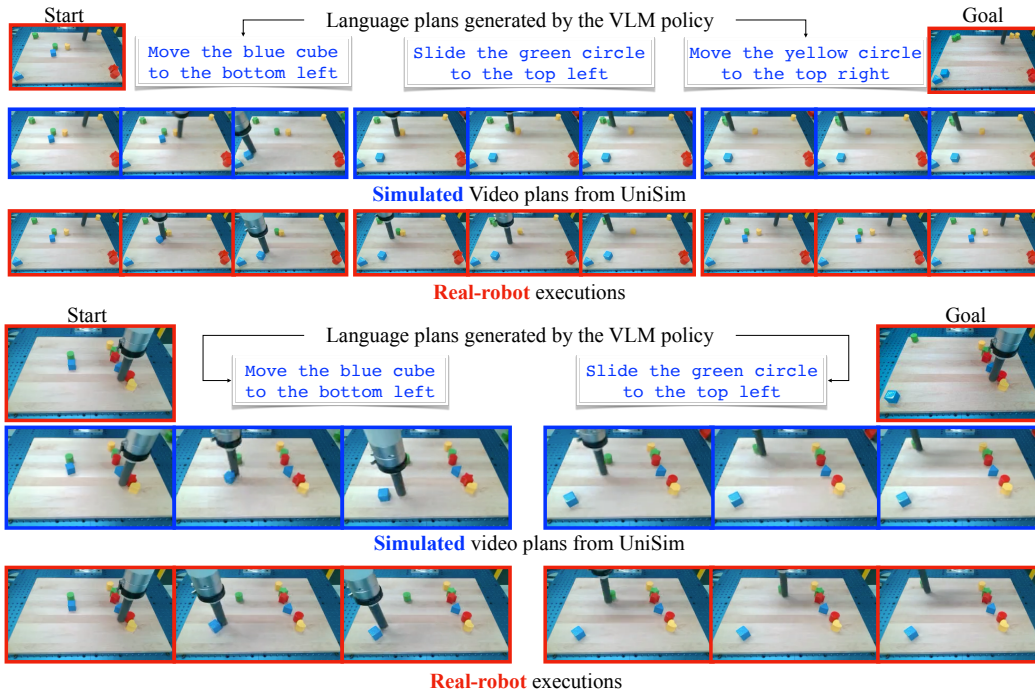 Start
Language plans generated by the VLM policy
Goal
Move the blue cube
to the bottom left
Slide the green circle
to the top left
Move the yellow circle
to the top right
Simulated Video plans from UniSim
Real-robot executions
Start
Language plans generated by the VLM policy
Goal
Move the blue cube
to the bottom left
Slide the green circle
to the top left
Simulated video plans from UniSim
Real-robot executions